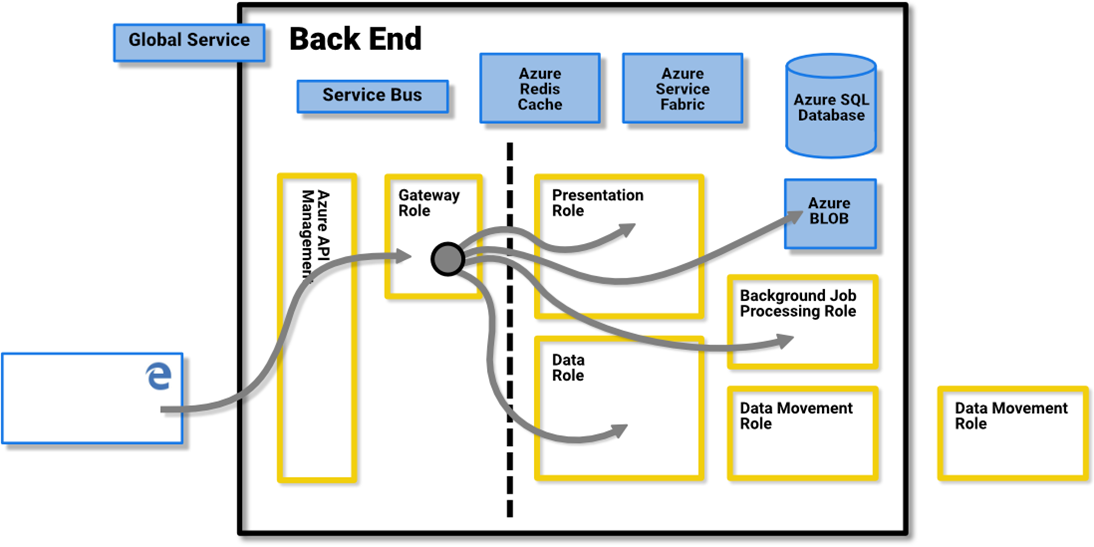 Global Service
Back End
Service Bus
Azure
Redis
Cache
Azure
Service
Fabric
Azure SQL
Database
Azure API
Management
Gateway
Role
Presentation
Role
Azure
BLOB
Background Job
Processing Role
Data
Role
Data Movement
Role
Data Movement
Role